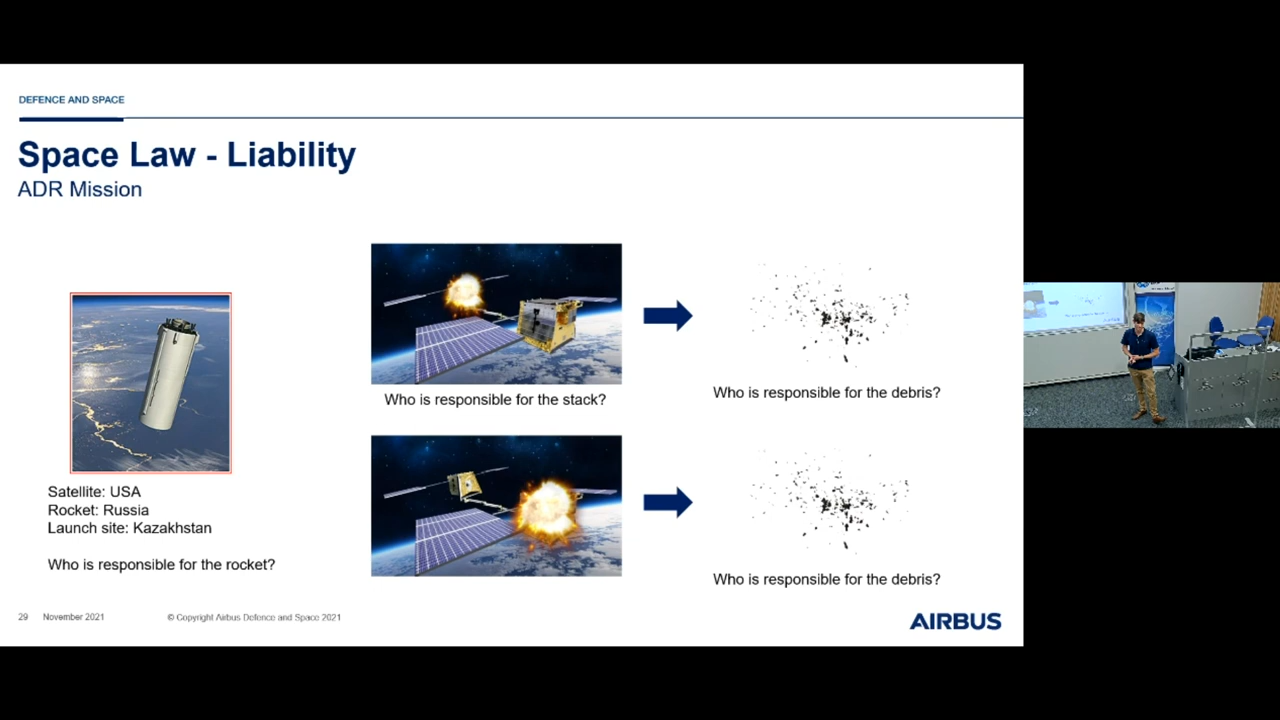 DEFENCE AND SPACE
Space Law - Liability
ADR Mission
Satellite: USA
Rocket: Russia
Launch site: Kazakhstan
Who is responsible for the rocket?
Who is responsible for the stack?
Who is responsible for the debris?
Who is responsible for the debris?
29 November 2021 © Copyright Airbus Defence and Space 2021
AIRBUS